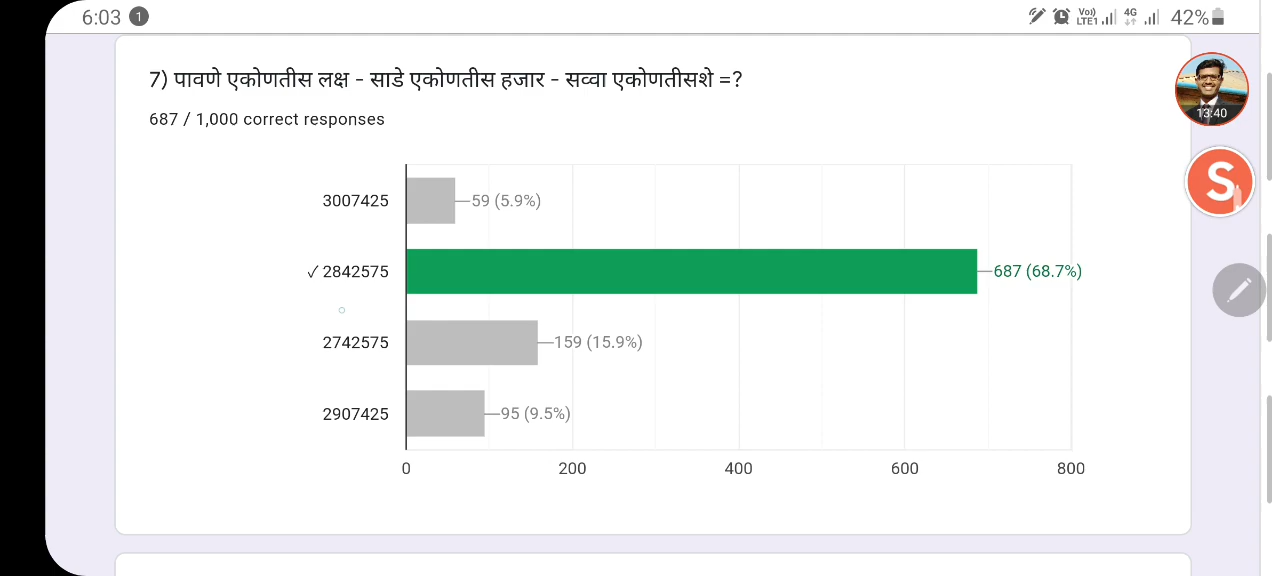 6:03 1 Vo) LTE1 4G 42%
7) पावणे एकोणतीस लक्ष - साडे एकोणतीस हजार - सव्वा एकोणतीसशे =?
687 / 1,000 correct responses
13:40
S
3007425 59 (5.9%)
✓ 2842575 687 (68.7%)
2742575 159 (15.9%)
2907425 95 (9.5%)
0 200 400 600 800